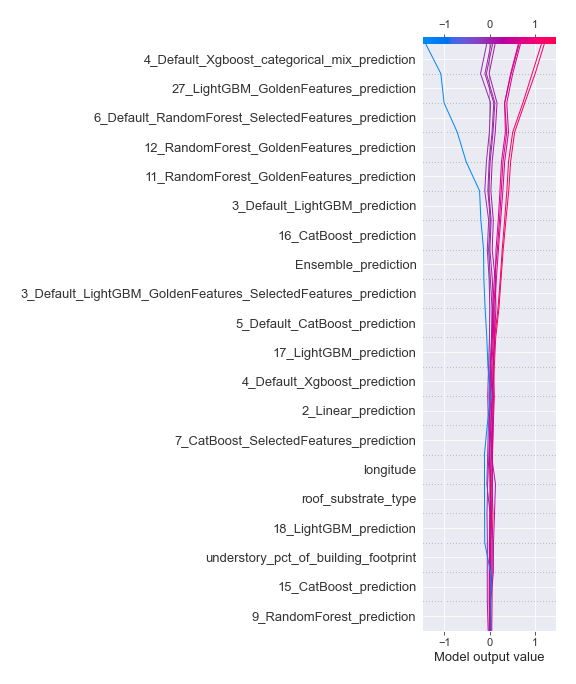 −1 0 1
4_Default_Xgboost_categorical_mix_prediction
27_LightGBM_GoldenFeatures_prediction
6_Default_RandomForest_SelectedFeatures_prediction
12_RandomForest_GoldenFeatures_prediction
11_RandomForest_GoldenFeatures_prediction
3_Default_LightGBM_prediction
16_CatBoost_prediction
Ensemble_prediction
3_Default_LightGBM_GoldenFeatures_SelectedFeatures_prediction
5_Default_CatBoost_prediction
17_LightGBM_prediction
4_Default_Xgboost_prediction
2_Linear_prediction
7_CatBoost_SelectedFeatures_prediction
longitude
roof_substrate_type
18_LightGBM_prediction
understory_pct_of_building_footprint
15_CatBoost_prediction
9_RandomForest_prediction
−1 0 1
Model output value